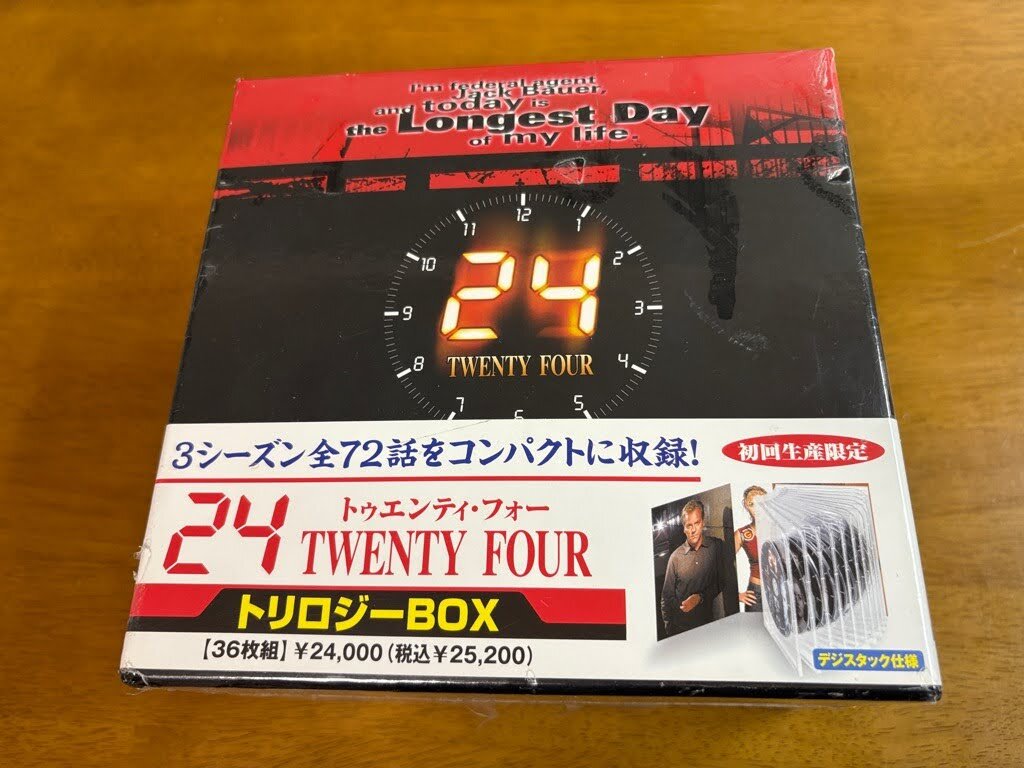 I'm federal agent
Jack Bauer,
and today is
the Longest Day
of my life.
12
11
1
10
2
24
9
3
TWENTY FOUR
8
4
7
5
6
3シーズン全72話をコンパクトに収録!
初回生産限定
24
トゥエンティ・フォー
TWENTY FOUR
トリロジーBOX
【36枚組】¥24,000(税込¥25,200)
デジスタック仕様